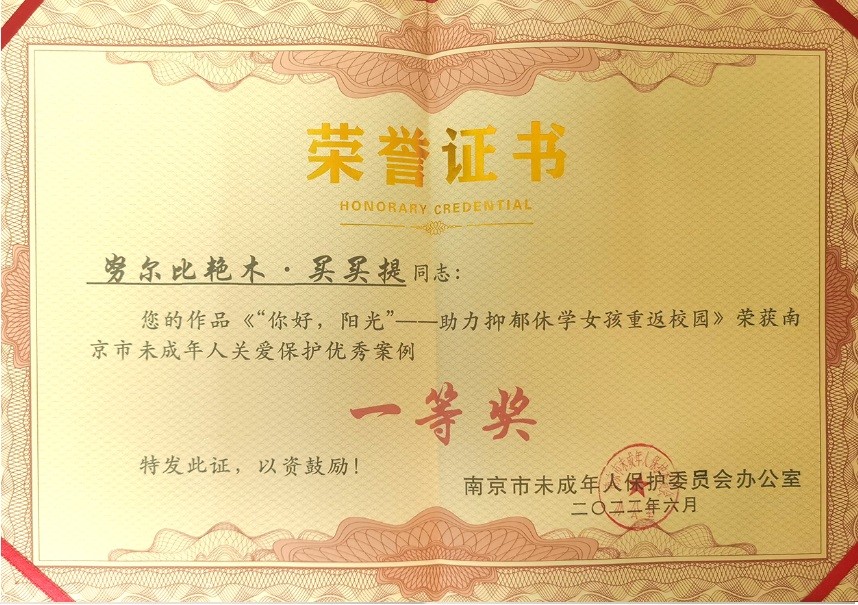 荣誉证书
HONORARY CREDENTIAL
努尔比艳木·买买提同志：
您的作品《“你好，阳光”——助力抑郁休学女孩重返校园》荣获南
京市未成年人关爱保护优秀案例
一等奖
特发此证，以资鼓励！
南京市未成年人保护委员会办公室
二〇二二年六月